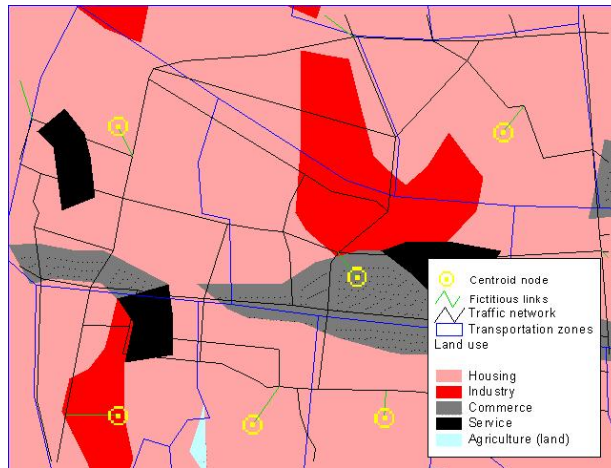 Centroid node
Fictitious links
Traffic network
Transportation zones
Land use
Housing
Industry
Commerce
Service
Agriculture (land)